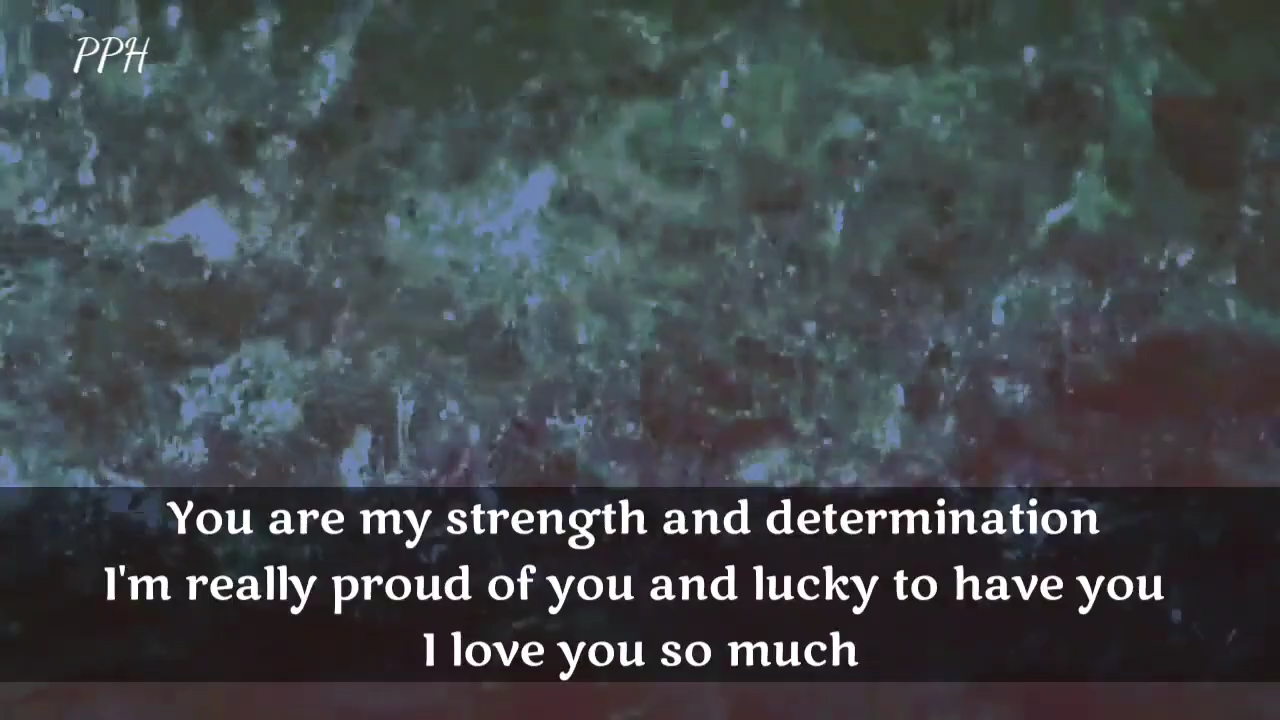 PPH
You are my strength and determination
I'm really proud of you and lucky to have you
I love you so much